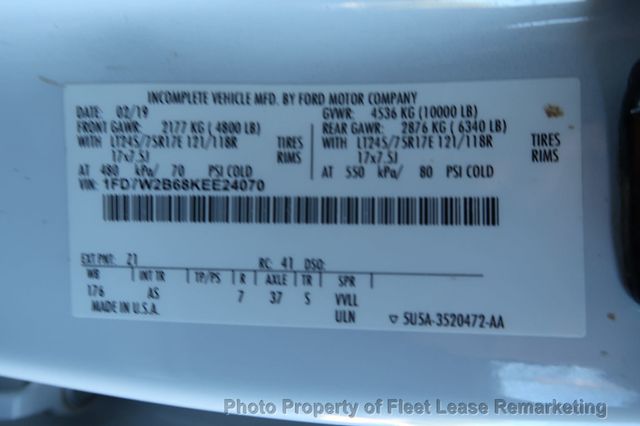 INCOMPLETE VEHICLE MFD. BY FORD MOTOR COMPANY
DATE: 02/19 GVWR: 4536 KG (10000 LB)
FRONT GAWR: 2177 KG (4800 LB) REAR GAWR: 2876 KG (6340 LB)
WITH LT245/75R17E 121/118R TIRES WITH LT245/75R17E 121/118R TIRES
17x7.5J RIMS 17x7.5J RIMS
AT 480 kPa/ 70 PSI COLD AT 550 kPa/ 80 PSI COLD
VIN: 1FD7W2B68KEE24070
EXT PNT: Z1 RC: 41 DSO:
WB INT TR TP/PS R AXLE TR SPR
176 AS 7 37 S VVLL
MADE IN U.S.A. ULN 5U5A-3520472-AA
Photo Property of Fleet Lease Remarketing